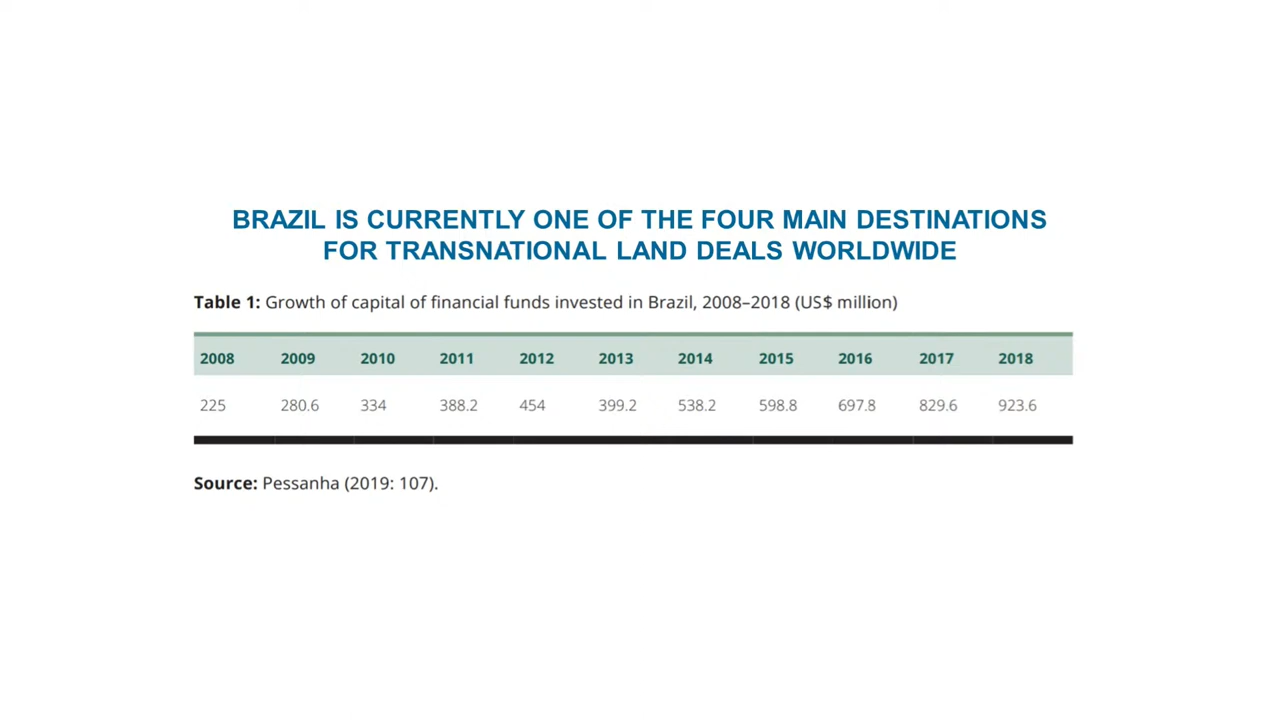 BRAZIL IS CURRENTLY ONE OF THE FOUR MAIN DESTINATIONS
FOR TRANSNATIONAL LAND DEALS WORLDWIDE
Table 1: Growth of capital of financial funds invested in Brazil, 2008–2018 (US$ million)
2008 2009 2010 2011 2012 2013 2014 2015 2016 2017 2018
225 280.6 334 388.2 454 399.2 538.2 598.8 697.8 829.6 923.6
Source: Pessanha (2019: 107).